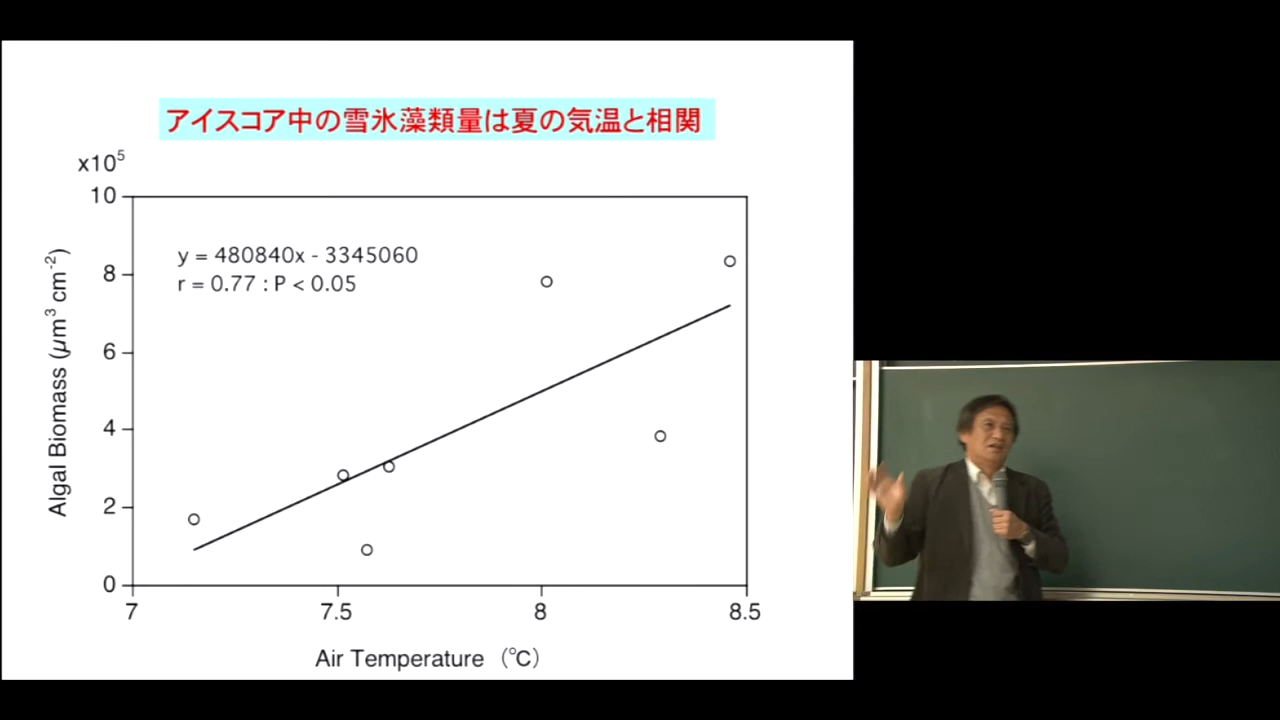 アイスコア中の雪氷藻類量は夏の気温と相関
x10⁵
10
8
6
4
2
0
y = 480840x - 3345060
r = 0.77 : P < 0.05
Algal Biomass (μm³ cm⁻²)
7
7.5
8
8.5
Air Temperature (℃)